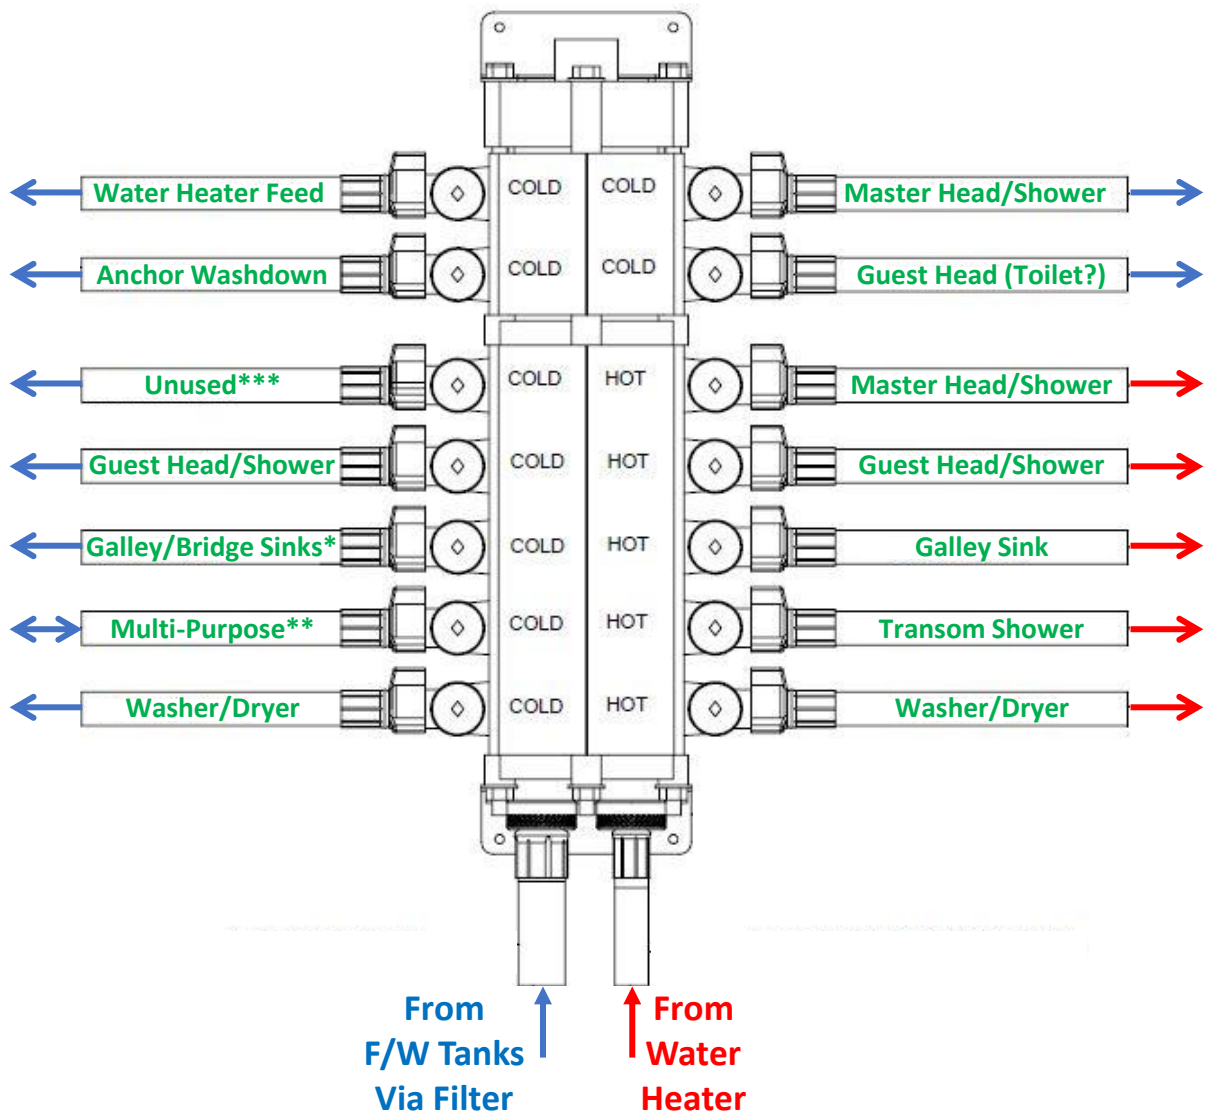 Water Heater Feed COLD COLD Master Head/Shower
Anchor Washdown COLD COLD Guest Head (Toilet?)
Unused*** COLD HOT Master Head/Shower
Guest Head/Shower COLD HOT Guest Head/Shower
Galley/Bridge Sinks* COLD HOT Galley Sink
Multi-Purpose** COLD HOT Transom Shower
Washer/Dryer COLD HOT Washer/Dryer
From
F/W Tanks
Via Filter
From
Water
Heater